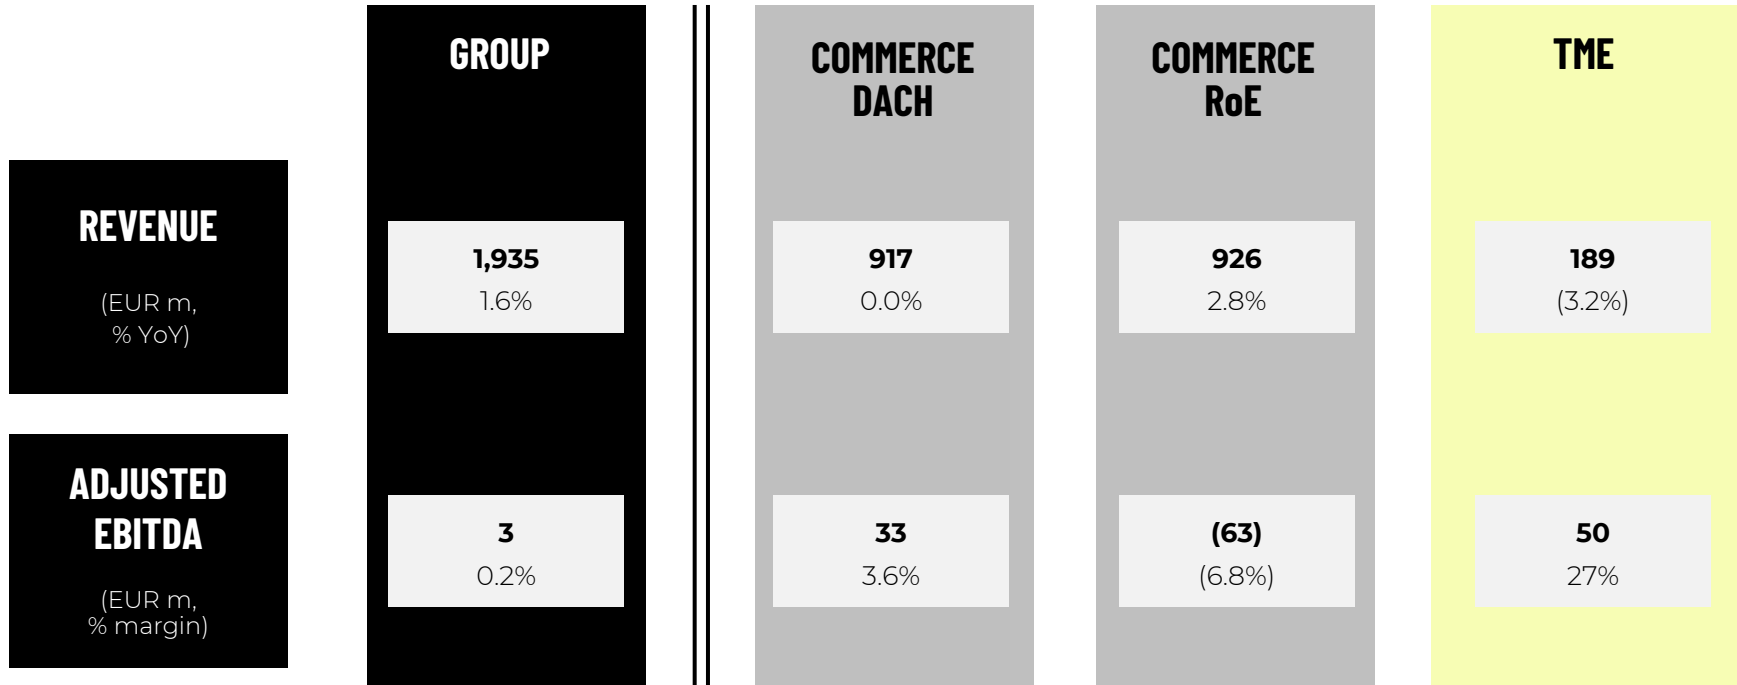 GROUP
COMMERCE
DACH
COMMERCE
RoE
TME
REVENUE
(EUR m,
% YoY)
1,935
1.6%
917
0.0%
926
2.8%
189
(3.2%)
ADJUSTED
EBITDA
(EUR m,
% margin)
3
0.2%
33
3.6%
(63)
(6.8%)
50
27%